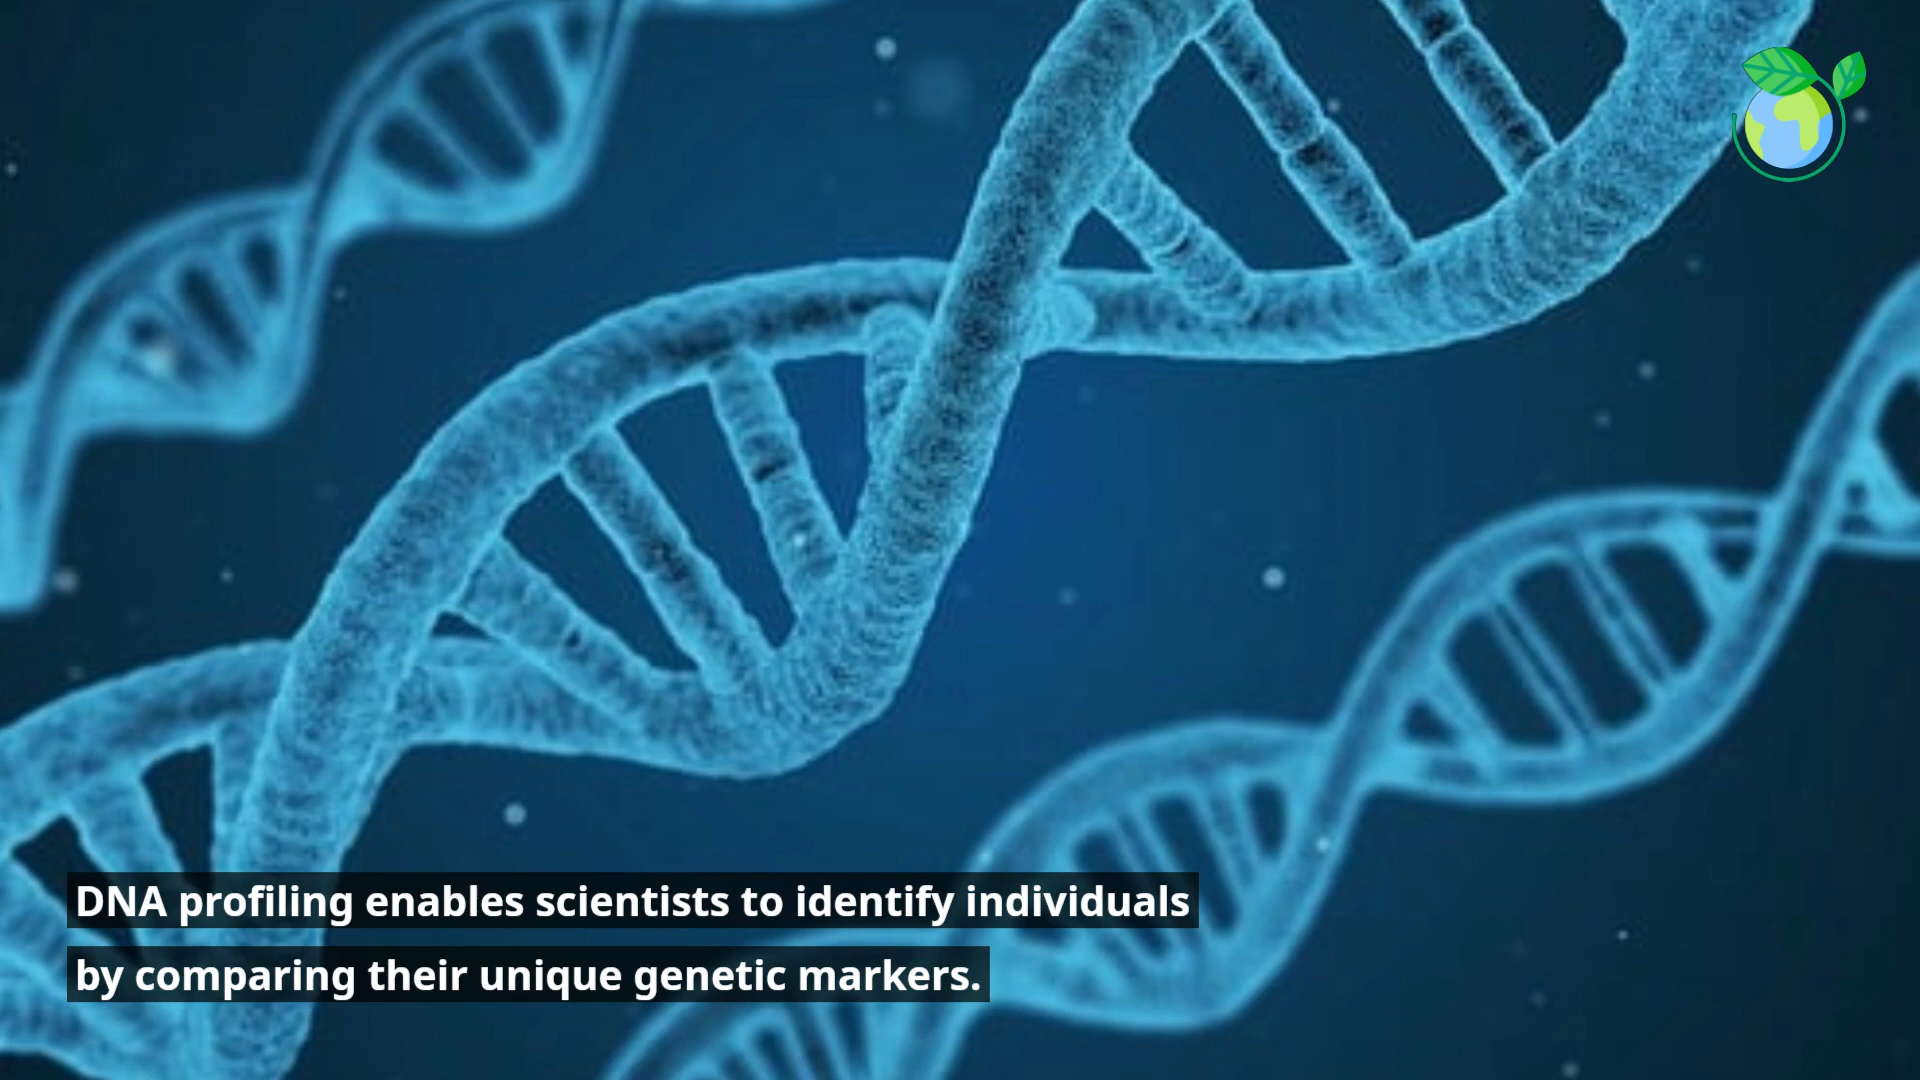 DNA profiling enables scientists to identify individuals
by comparing their unique genetic markers.